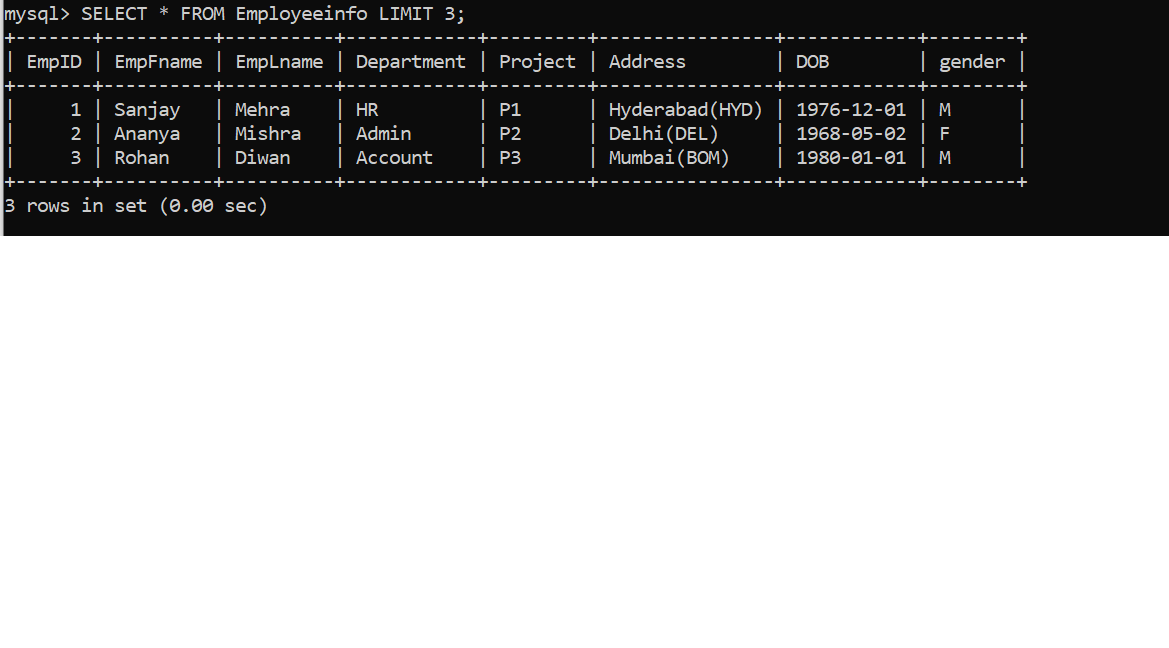 mysql> SELECT * FROM Employeeinfo LIMIT 3;
+-------+----------+----------+------------+---------+----------------+------------+--------+
| EmpID | EmpFname | EmpLname | Department | Project | Address        | DOB        | gender |
+-------+----------+----------+------------+---------+----------------+------------+--------+
|     1 | Sanjay   | Mehra    | HR         | P1      | Hyderabad(HYD) | 1976-12-01 | M      |
|     2 | Ananya   | Mishra   | Admin      | P2      | Delhi(DEL)     | 1968-05-02 | F      |
|     3 | Rohan    | Diwan    | Account    | P3      | Mumbai(BOM)    | 1980-01-01 | M      |
+-------+----------+----------+------------+---------+----------------+------------+--------+
3 rows in set (0.00 sec)